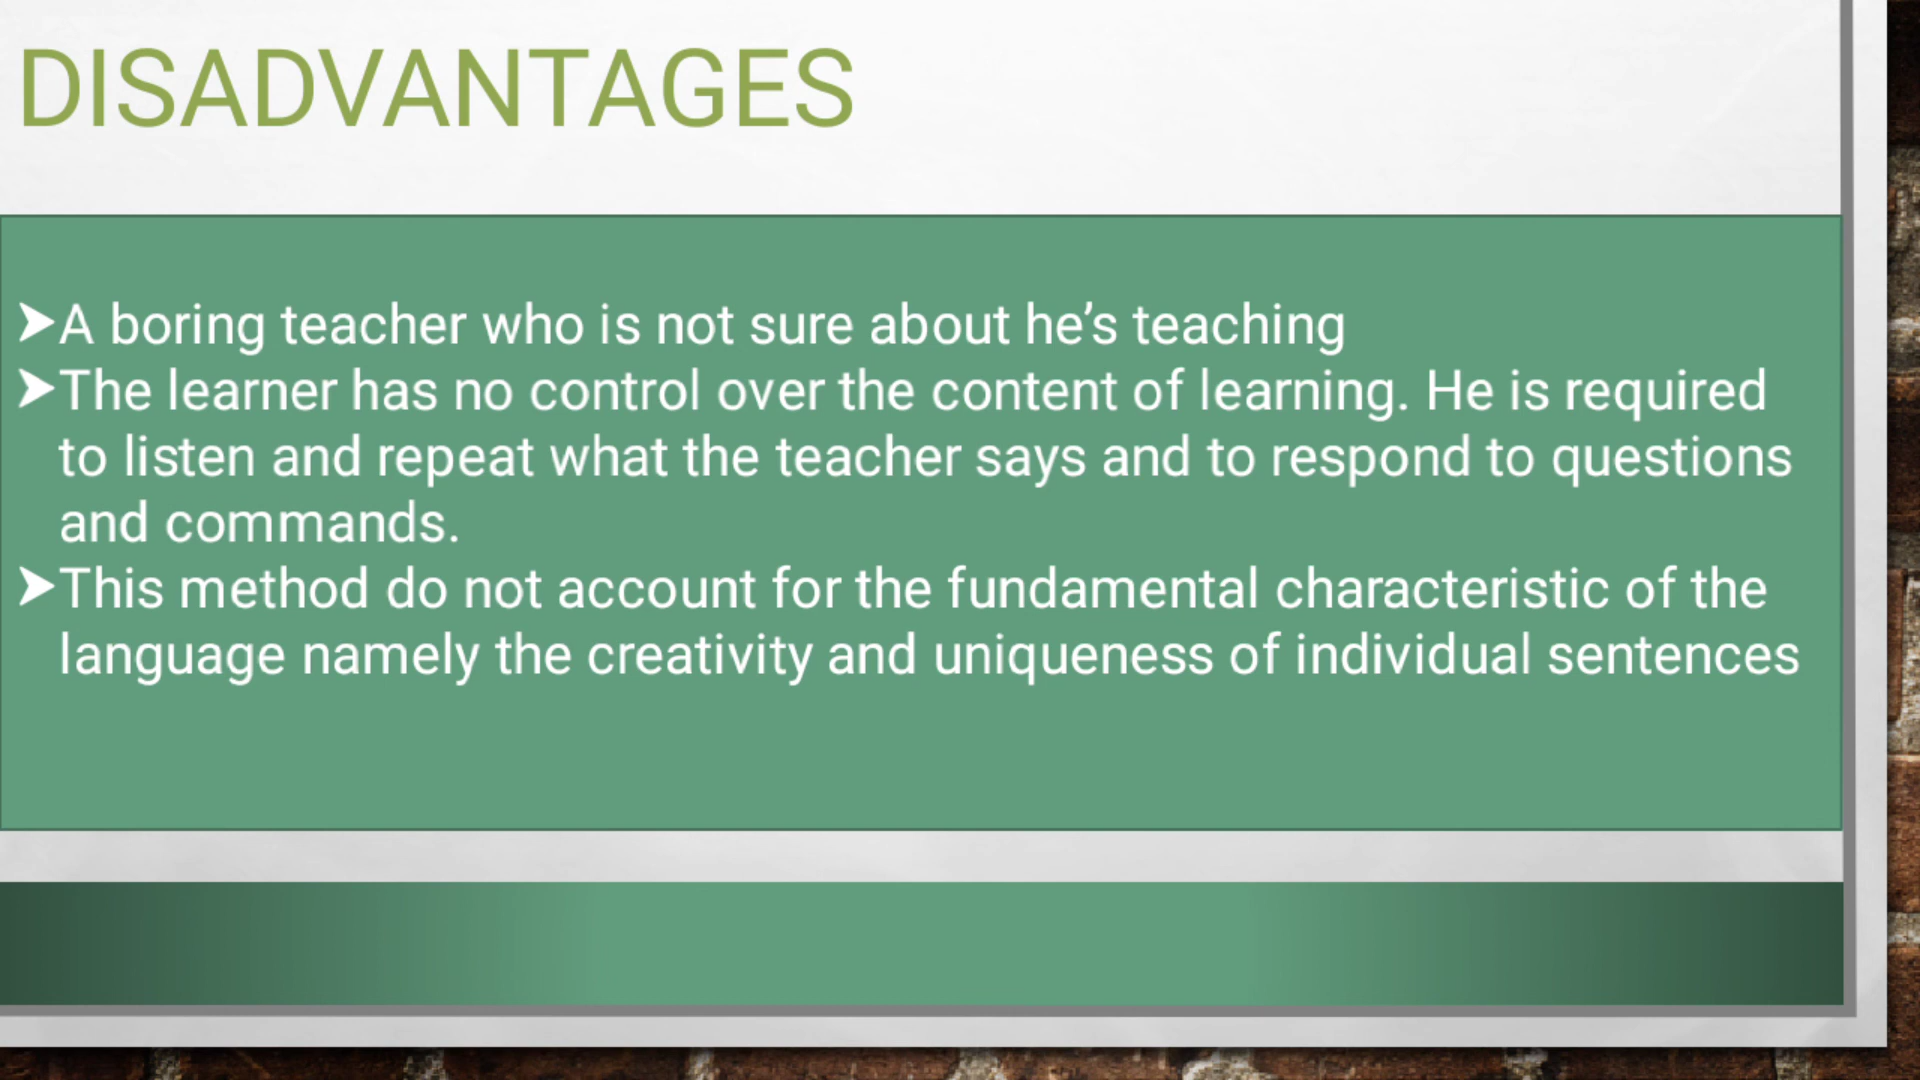 DISADVANTAGES
➤A boring teacher who is not sure about he’s teaching
➤The learner has no control over the content of learning. He is required
to listen and repeat what the teacher says and to respond to questions
and commands.
➤This method do not account for the fundamental characteristic of the
language namely the creativity and uniqueness of individual sentences